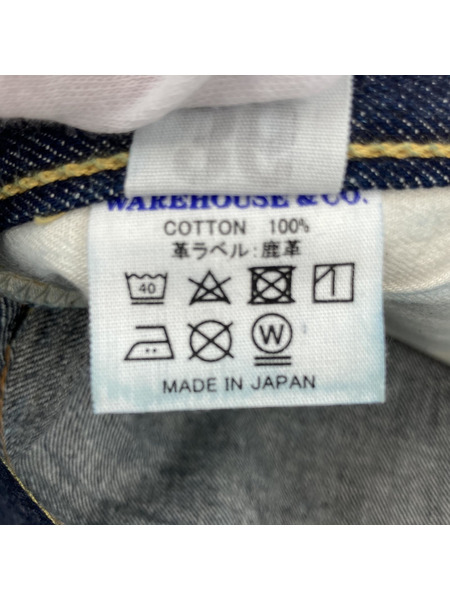 WAREHOUSE & CO.
COTTON 100%
革ラベル:鹿革
40
W
MADE IN JAPAN